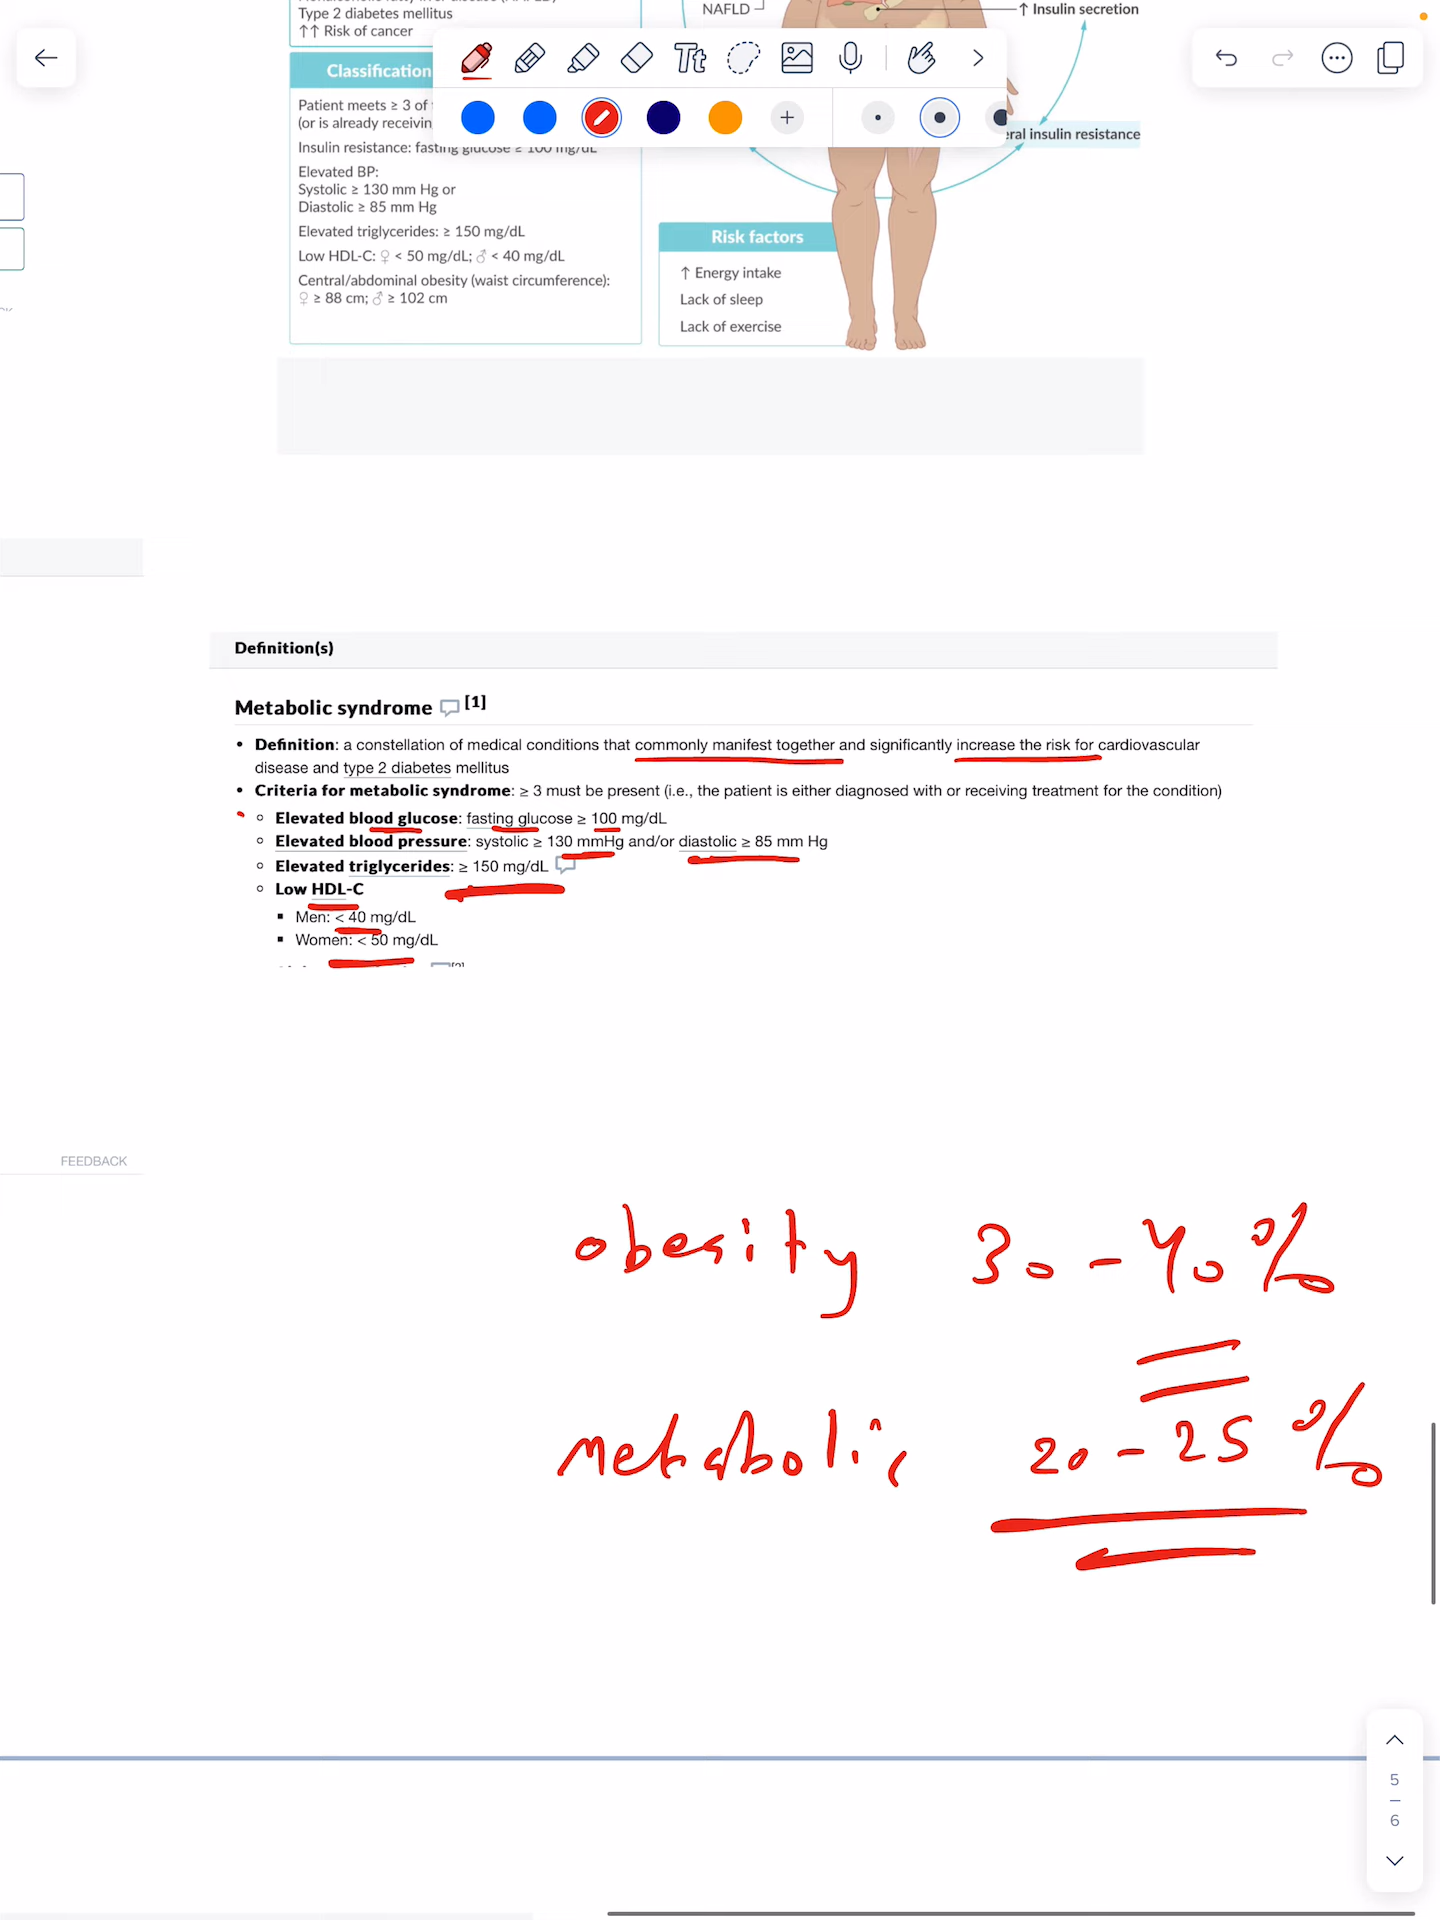 NAFLD
↑ Insulin secretion
Type 2 diabetes mellitus
↑↑ Risk of cancer
Classification
Tt
Patient meets ≥ 3 of
(or is already receivin
Insulin resistance: fasting glucose ≥ 100 mg/dL
eral insulin resistance
Elevated BP:
Systolic ≥ 130 mm Hg or
Diastolic ≥ 85 mm Hg
Elevated triglycerides: ≥ 150 mg/dL
Low HDL-C: ♀ < 50 mg/dL; ♂ < 40 mg/dL
Central/abdominal obesity (waist circumference):
♀ ≥ 88 cm; ♂ ≥ 102 cm
Risk factors
↑ Energy intake
Lack of sleep
Lack of exercise
Definition(s)
Metabolic syndrome [1]
• Definition: a constellation of medical conditions that commonly manifest together and significantly increase the risk for cardiovascular
disease and type 2 diabetes mellitus
• Criteria for metabolic syndrome: ≥ 3 must be present (i.e., the patient is either diagnosed with or receiving treatment for the condition)
○ Elevated blood glucose: fasting glucose ≥ 100 mg/dL
○ Elevated blood pressure: systolic ≥ 130 mmHg and/or diastolic ≥ 85 mm Hg
○ Elevated triglycerides: ≥ 150 mg/dL
○ Low HDL-C
▪ Men: < 40 mg/dL
▪ Women: < 50 mg/dL
FEEDBACK
obesity 30 - 40 %
Metabolic 20 - 25 %
5
6